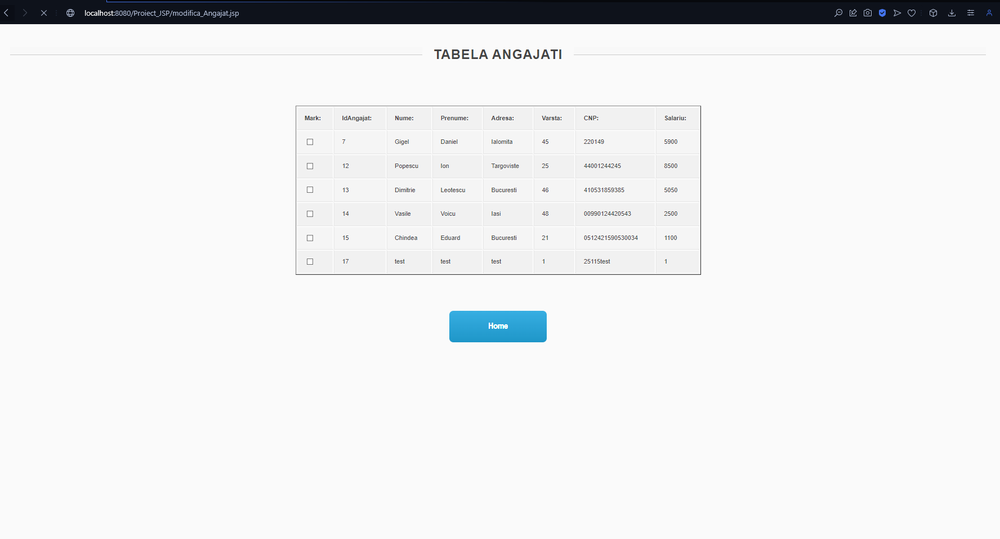 localhost:8080/Proiect_JSP/modifica_Angajat.jsp
TABELA ANGAJATI
Mark: IdAngajat: Nume: Prenume: Adresa: Varsta: CNP: Salariu:
7 Gigel Daniel Ialomita 45 220149 5900
12 Popescu Ion Targoviste 25 44001244245 8500
13 Dimitrie Leotescu Bucuresti 46 410531859385 5050
14 Vasile Voicu Iasi 48 00990124420543 2500
15 Chindea Eduard Bucuresti 21 0512421590530034 1100
17 test test test 1 25115test 1
Home